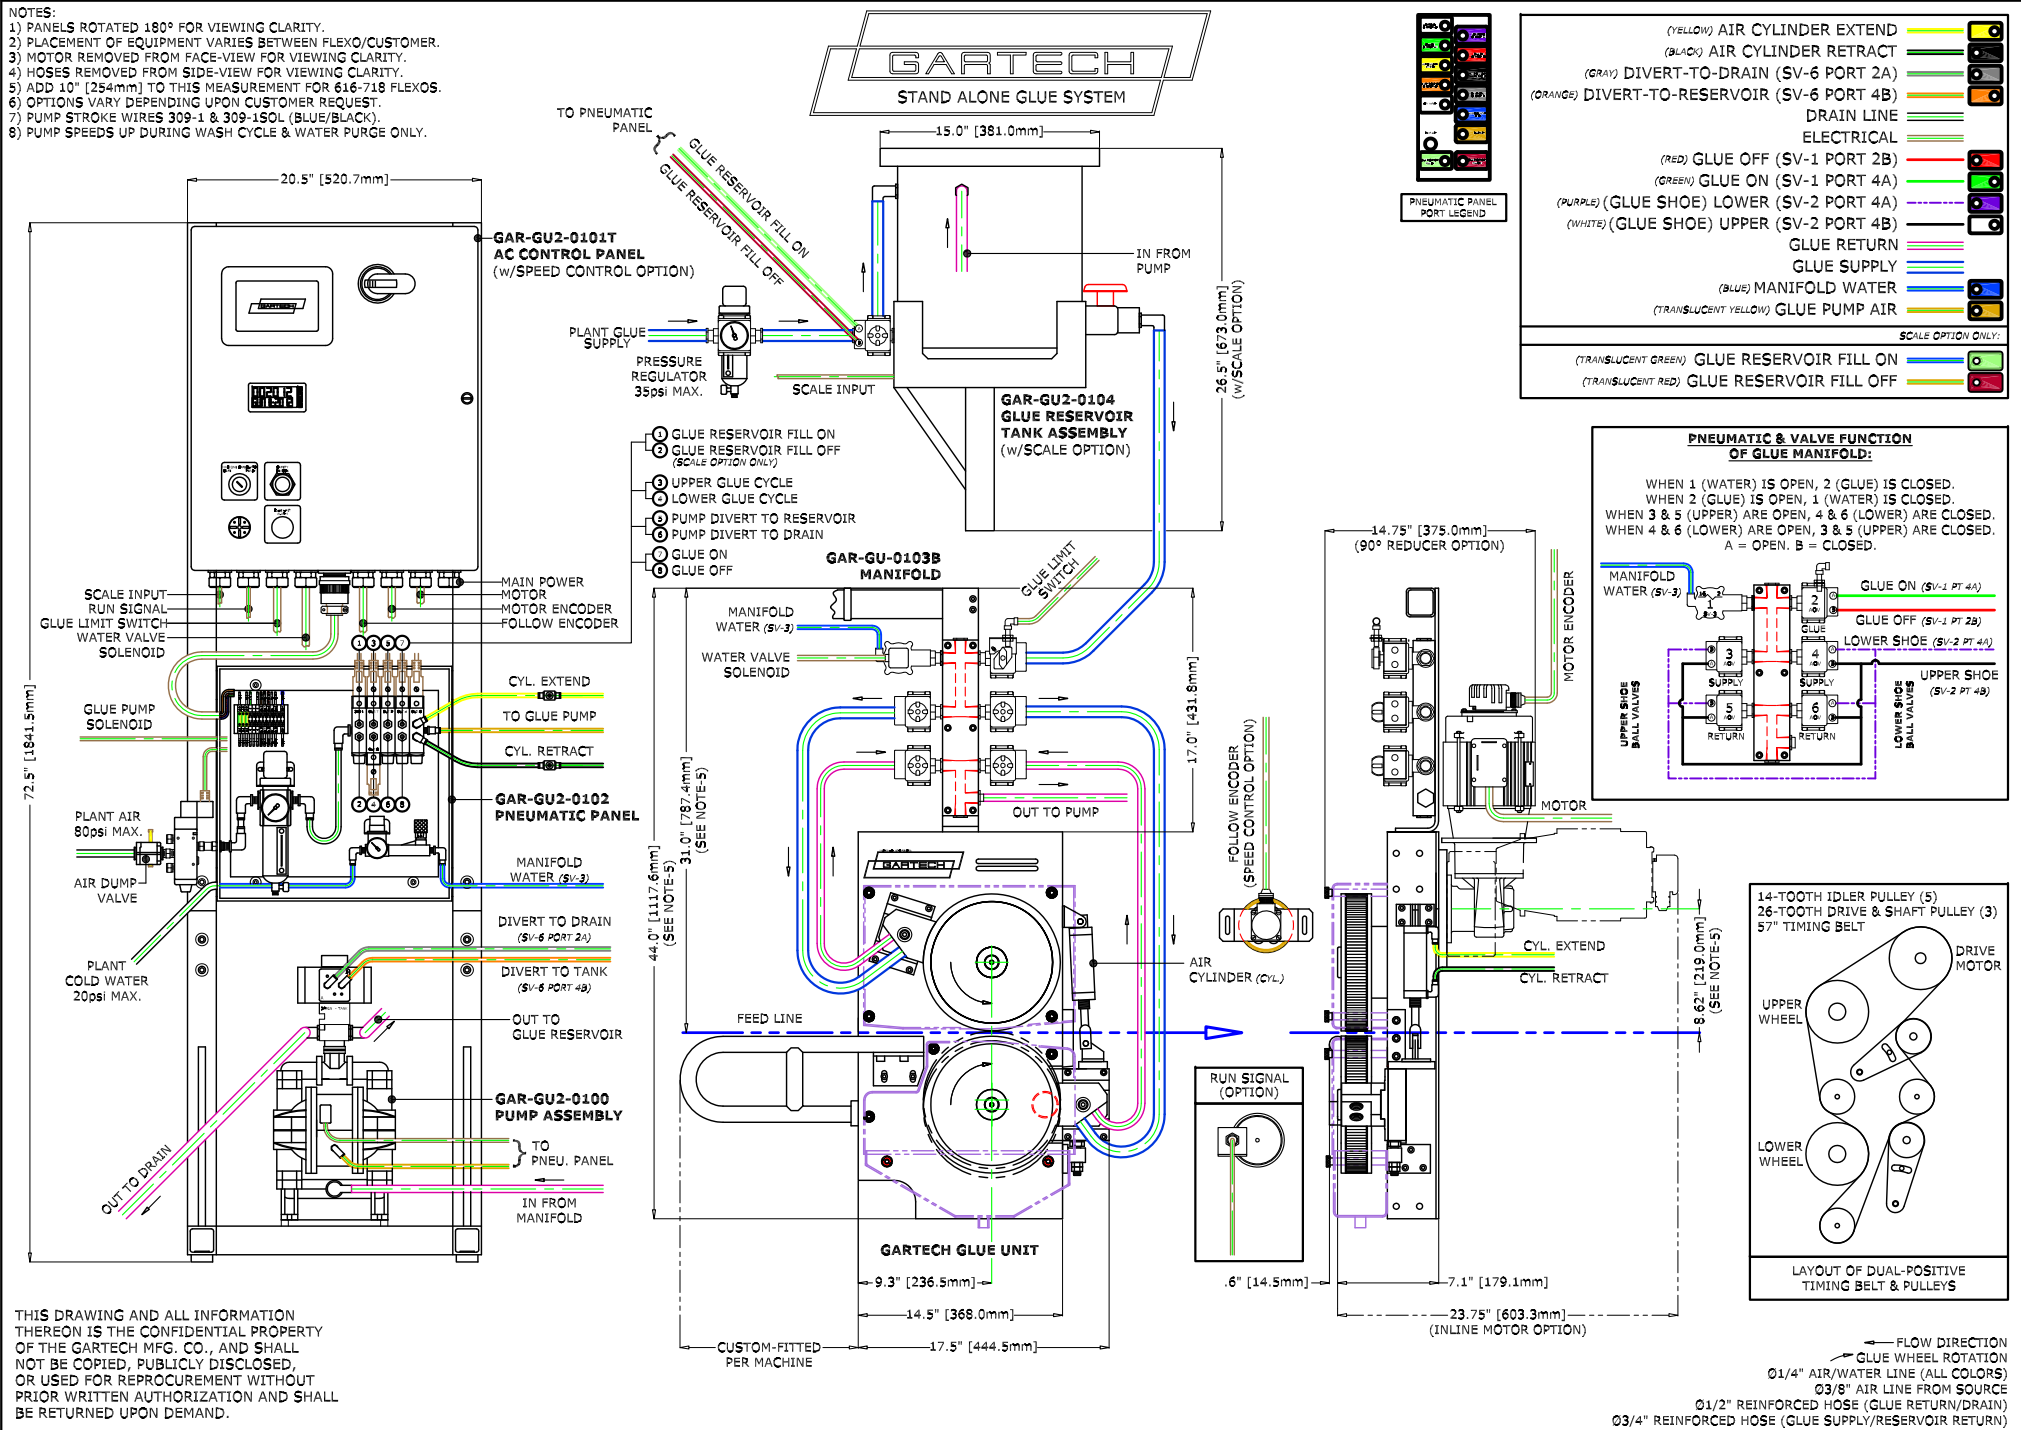 NOTES:
1) PANELS ROTATED 180° FOR VIEWING CLARITY.
2) PLACEMENT OF EQUIPMENT VARIES BETWEEN FLEXO/CUSTOMER.
3) MOTOR REMOVED FROM FACE-VIEW FOR VIEWING CLARITY.
4) HOSES REMOVED FROM SIDE-VIEW FOR VIEWING CLARITY.
5) ADD 10" [254mm] TO THIS MEASUREMENT FOR 616-718 FLEXOS.
6) OPTIONS VARY DEPENDING UPON CUSTOMER REQUEST.
7) PUMP STROKE WIRES 309-1 & 309-1SOL (BLUE/BLACK).
8) PUMP SPEEDS UP DURING WASH CYCLE & WATER PURGE ONLY.
GARTECH
STAND ALONE GLUE SYSTEM
PNEUMATIC PANEL
PORT LEGEND
(YELLOW) AIR CYLINDER EXTEND
(BLACK) AIR CYLINDER RETRACT
(GRAY) DIVERT-TO-DRAIN (SV-6 PORT 2A)
(ORANGE) DIVERT-TO-RESERVOIR (SV-6 PORT 4B)
DRAIN LINE
ELECTRICAL
(RED) GLUE OFF (SV-1 PORT 2B)
(GREEN) GLUE ON (SV-1 PORT 4A)
(PURPLE) (GLUE SHOE) LOWER (SV-2 PORT 4A)
(WHITE) (GLUE SHOE) UPPER (SV-2 PORT 4B)
GLUE RETURN
GLUE SUPPLY
(BLUE) MANIFOLD WATER
(TRANSLUCENT YELLOW) GLUE PUMP AIR
SCALE OPTION ONLY:
(TRANSLUCENT GREEN) GLUE RESERVOIR FILL ON
(TRANSLUCENT RED) GLUE RESERVOIR FILL OFF
20.5" [520.7mm]
72.5" [1841.5mm]
GARTECH
GAR-GU2-0101T
AC CONTROL PANEL
(w/SPEED CONTROL OPTION)
TO PNEUMATIC
PANEL
GLUE RESERVOIR FILL ON
GLUE RESERVOIR FILL OFF
15.0" [381.0mm]
IN FROM
PUMP
26.5" [673.0mm]
(w/SCALE OPTION)
PLANT GLUE
SUPPLY
PRESSURE
REGULATOR
35psi MAX.
SCALE INPUT
GAR-GU2-0104
GLUE RESERVOIR
TANK ASSEMBLY
(w/SCALE OPTION)
1 GLUE RESERVOIR FILL ON
2 GLUE RESERVOIR FILL OFF
(SCALE OPTION ONLY)
3 UPPER GLUE CYCLE
4 LOWER GLUE CYCLE
5 PUMP DIVERT TO RESERVOIR
6 PUMP DIVERT TO DRAIN
7 GLUE ON
8 GLUE OFF
SCALE INPUT
RUN SIGNAL
GLUE LIMIT SWITCH
WATER VALVE
SOLENOID
MAIN POWER
MOTOR
MOTOR ENCODER
FOLLOW ENCODER
1 3 5 7
GLUE PUMP
SOLENOID
CYL. EXTEND
TO GLUE PUMP
CYL. RETRACT
2 4 6 8
GAR-GU2-0102
PNEUMATIC PANEL
PLANT AIR
80psi MAX.
AIR DUMP
VALVE
MANIFOLD
WATER (SV-3)
PLANT
COLD WATER
20psi MAX.
DIVERT TO DRAIN
(SV-6 PORT 2A)
DIVERT TO TANK
(SV-6 PORT 4B)
OUT TO
GLUE RESERVOIR
GAR-GU2-0100
PUMP ASSEMBLY
TO
PNEU. PANEL
OUT TO DRAIN
IN FROM
MANIFOLD
GAR-GU-0103B
MANIFOLD
GLUE LIMIT
SWITCH
MANIFOLD
WATER (SV-3)
WATER VALVE
SOLENOID
OUT TO PUMP
17.0" [431.8mm]
31.0" [787.4mm]
(SEE NOTE-5)
44.0" [1117.6mm]
(SEE NOTE-5)
GARTECH
AIR
CYLINDER (CYL.)
FEED LINE
GARTECH GLUE UNIT
9.3" [236.5mm]
14.5" [368.0mm]
17.5" [444.5mm]
CUSTOM-FITTED
PER MACHINE
FOLLOW ENCODER
(SPEED CONTROL OPTION)
RUN SIGNAL
(OPTION)
14.75" [375.0mm]
(90° REDUCER OPTION)
MOTOR ENCODER
MOTOR
CYL. EXTEND
CYL. RETRACT
8.62" [219.0mm]
(SEE NOTE-5)
.6" [14.5mm]
7.1" [179.1mm]
23.75" [603.3mm]
(INLINE MOTOR OPTION)
PNEUMATIC & VALVE FUNCTION
OF GLUE MANIFOLD:
WHEN 1 (WATER) IS OPEN, 2 (GLUE) IS CLOSED.
WHEN 2 (GLUE) IS OPEN, 1 (WATER) IS CLOSED.
WHEN 3 & 5 (UPPER) ARE OPEN, 4 & 6 (LOWER) ARE CLOSED.
WHEN 4 & 6 (LOWER) ARE OPEN, 3 & 5 (UPPER) ARE CLOSED.
A = OPEN. B = CLOSED.
MANIFOLD
WATER (SV-3)
1
2
GLUE
GLUE ON (SV-1 PT 4A)
GLUE OFF (SV-1 PT 2B)
LOWER SHOE (SV-2 PT 4A)
UPPER SHOE
(SV-2 PT 4B)
3
SUPPLY
4
SUPPLY
5
RETURN
6
RETURN
UPPER SHOE
BALL VALVES
LOWER SHOE
BALL VALVES
14-TOOTH IDLER PULLEY (5)
26-TOOTH DRIVE & SHAFT PULLEY (3)
57" TIMING BELT
DRIVE
MOTOR
UPPER
WHEEL
LOWER
WHEEL
LAYOUT OF DUAL-POSITIVE
TIMING BELT & PULLEYS
THIS DRAWING AND ALL INFORMATION
THEREON IS THE CONFIDENTIAL PROPERTY
OF THE GARTECH MFG. CO., AND SHALL
NOT BE COPIED, PUBLICLY DISCLOSED,
OR USED FOR REPROCUREMENT WITHOUT
PRIOR WRITTEN AUTHORIZATION AND SHALL
BE RETURNED UPON DEMAND.
FLOW DIRECTION
GLUE WHEEL ROTATION
Ø1/4" AIR/WATER LINE (ALL COLORS)
Ø3/8" AIR LINE FROM SOURCE
Ø1/2" REINFORCED HOSE (GLUE RETURN/DRAIN)
Ø3/4" REINFORCED HOSE (GLUE SUPPLY/RESERVOIR RETURN)